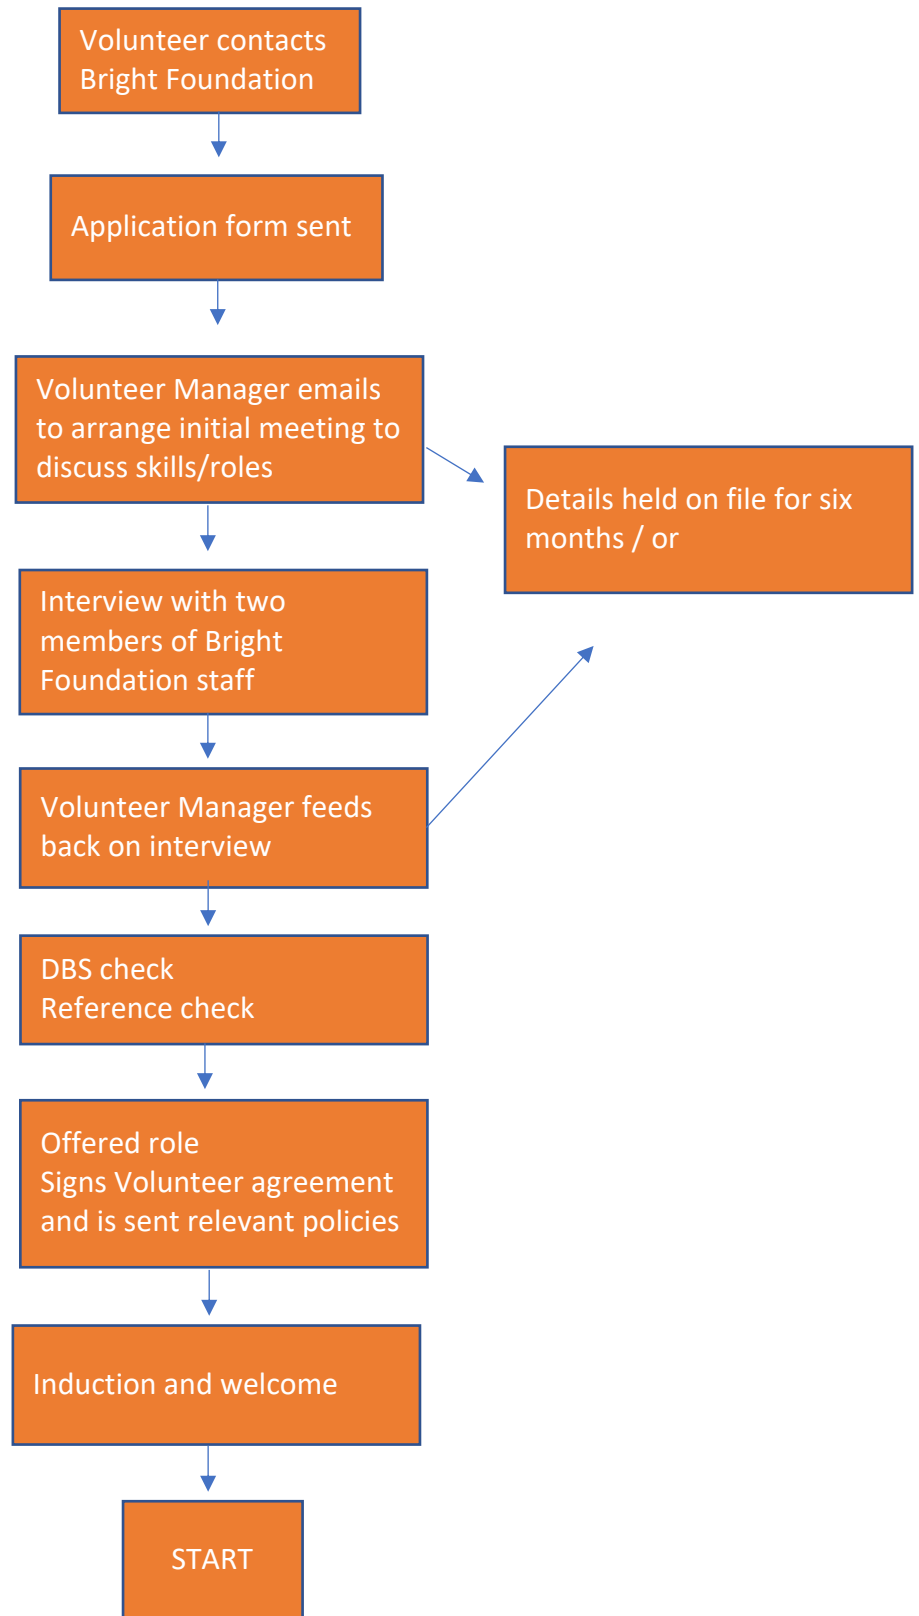 Volunteer contacts
Bright Foundation
Application form sent
Volunteer Manager emails
to arrange initial meeting to
discuss skills/roles
Details held on file for six
months / or
Interview with two
members of Bright
Foundation staff
Volunteer Manager feeds
back on interview
DBS check
Reference check
Offered role
Signs Volunteer agreement
and is sent relevant policies
Induction and welcome
START